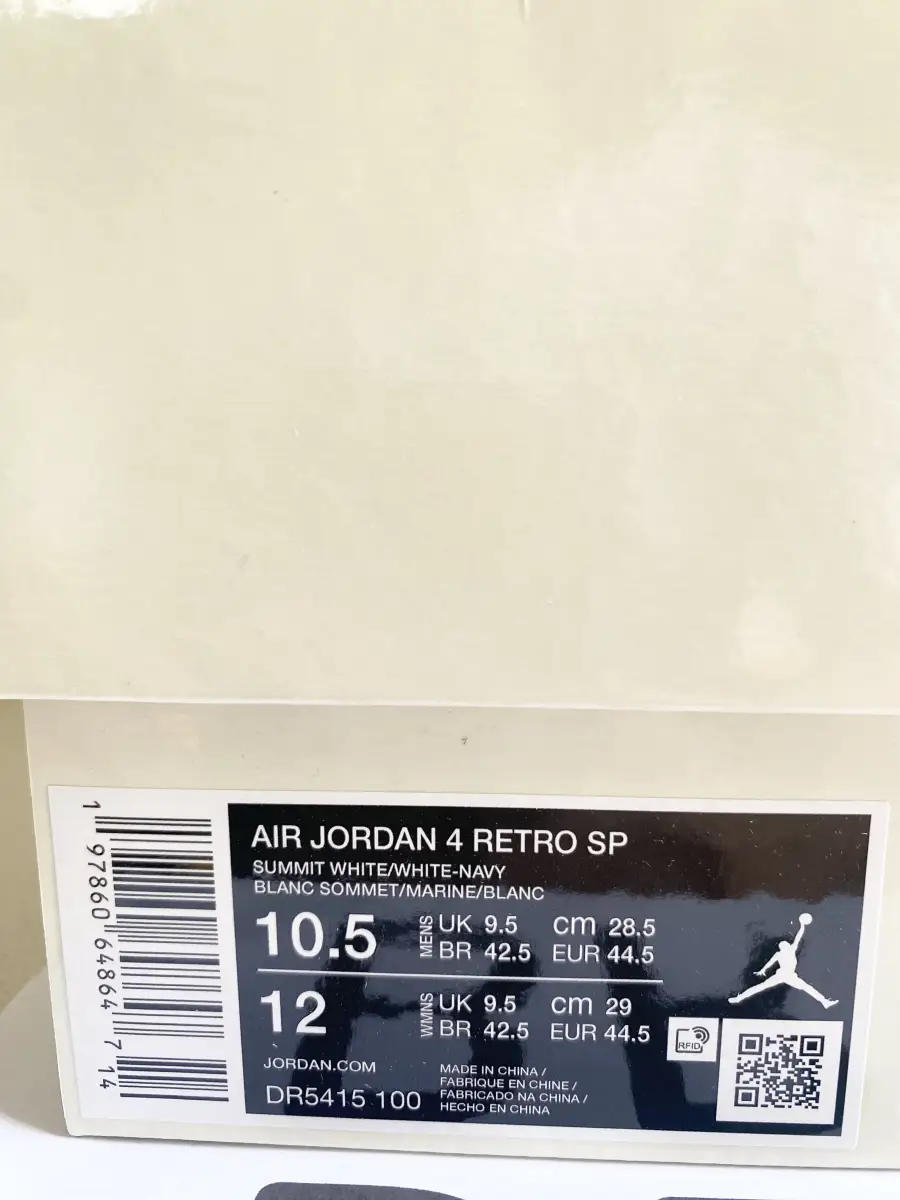 1 97860 64864 7 14
AIR JORDAN 4 RETRO SP
SUMMIT WHITE/WHITE-NAVY
BLANC SOMMET/MARINE/BLANC
10.5
MENS
UK 9.5 cm 28.5
BR 42.5 EUR 44.5
12
WMNS
UK 9.5 cm 29
BR 42.5 EUR 44.5
RFID
JORDAN.COM
DR5415 100
MADE IN CHINA /
FABRIQUE EN CHINE /
FABRICADO NA CHINA /
HECHO EN CHINA